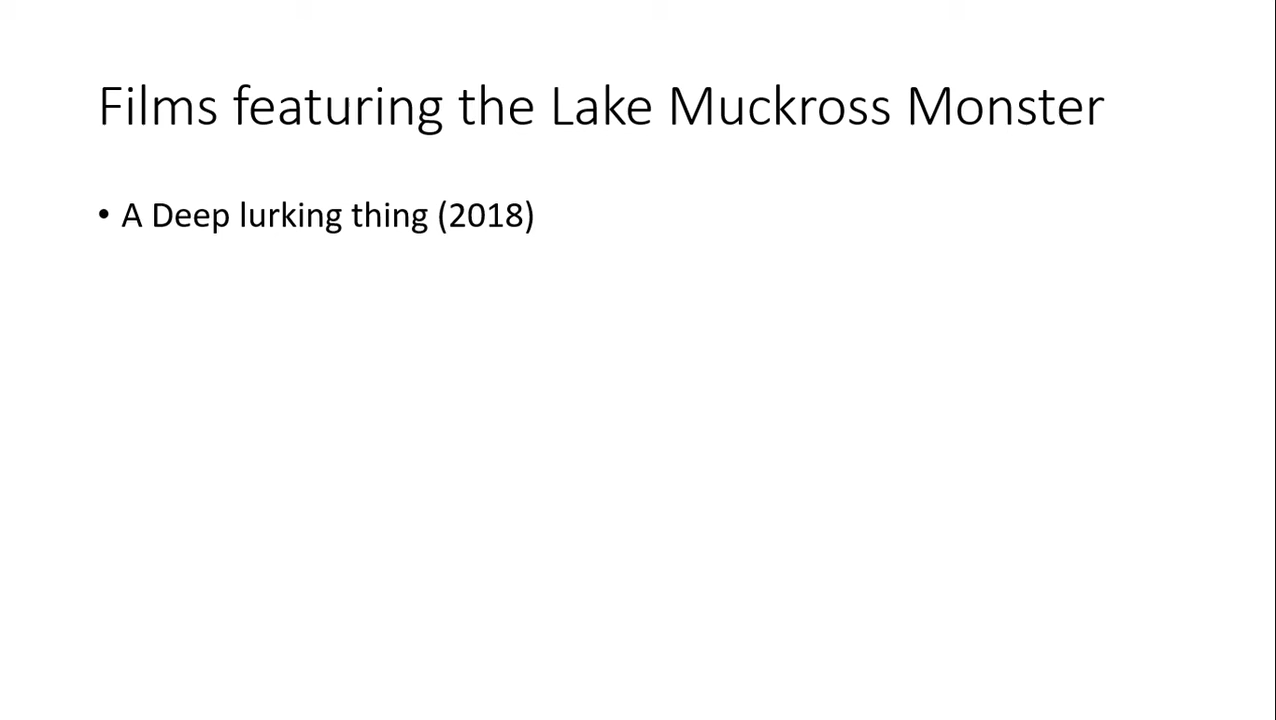 Films featuring the Lake Muckross Monster
• A Deep lurking thing (2018)